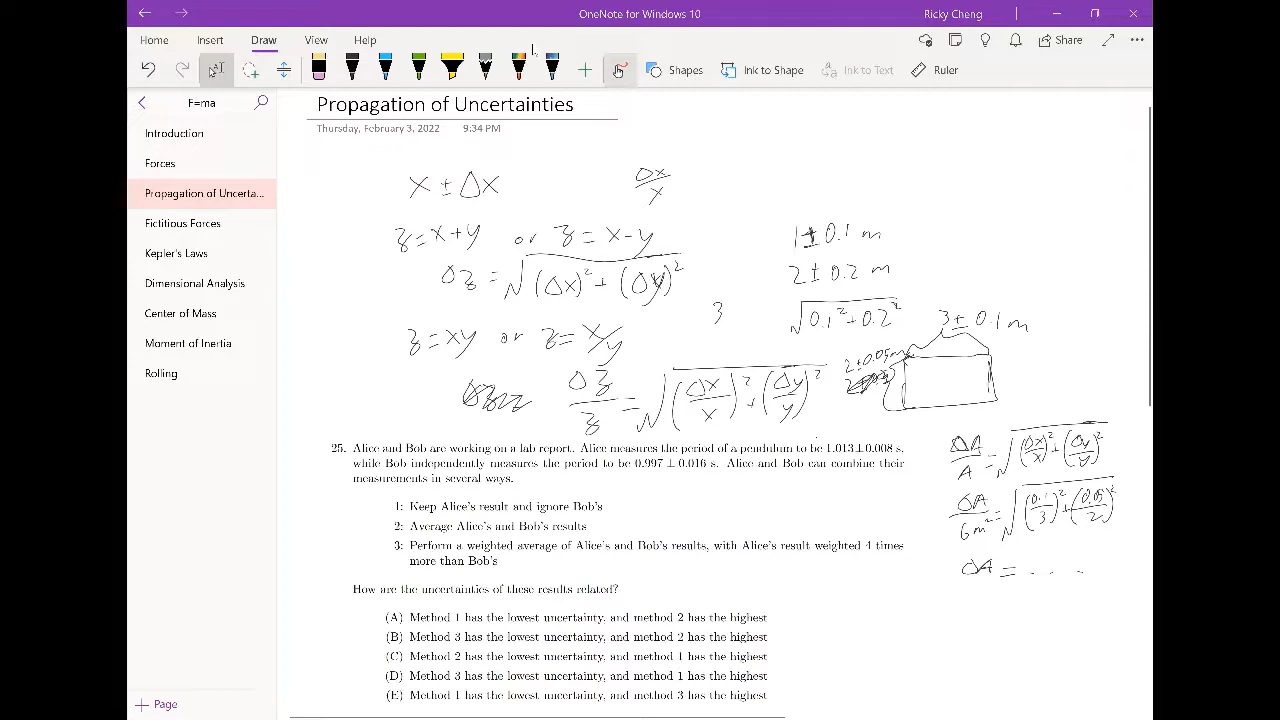 OneNote for Windows 10
Ricky Cheng
Home Insert Draw View Help
Share
Shapes Ink to Shape Ink to Text Ruler
F=ma
Introduction
Forces
Propagation of Uncerta...
Fictitious Forces
Kepler's Laws
Dimensional Analysis
Center of Mass
Moment of Inertia
Rolling
+ Page
Propagation of Uncertainties
Thursday, February 3, 2022 9:34 PM
x ± Δx
Δx/x
z = x+y or z = x-y
Δz = √((Δx)² + (Δy)²)
z = xy or z = x/y
Δz/z = √((Δx/x)² + (Δy/y)²)
1 ± 0.1 m
2 ± 0.2 m
√(0.1² + 0.2²)
3
3 ± 0.1 m
2 ± 0.05 m
ΔA/A = √((Δx/x)² + (Δy/y)²)
ΔA/6m² = √((0.1/3)² + (0.05/2)²)
ΔA = . . .
25. Alice and Bob are working on a lab report. Alice measures the period of a pendulum to be 1.013 ± 0.008 s,
while Bob independently measures the period to be 0.997 ± 0.016 s. Alice and Bob can combine their
measurements in several ways.
1: Keep Alice's result and ignore Bob's
2: Average Alice's and Bob's results
3: Perform a weighted average of Alice's and Bob's results, with Alice's result weighted 4 times
more than Bob's
How are the uncertainties of these results related?
(A) Method 1 has the lowest uncertainty, and method 2 has the highest
(B) Method 3 has the lowest uncertainty, and method 2 has the highest
(C) Method 2 has the lowest uncertainty, and method 1 has the highest
(D) Method 3 has the lowest uncertainty, and method 1 has the highest
(E) Method 1 has the lowest uncertainty, and method 3 has the highest